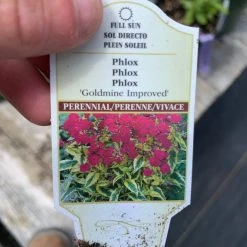 FULL SUN
SOL DIRECTO
PLEIN SOLEIL
Phlox
Phlox
Phlox
'Goldmine Improved'
PERENNIAL/PERENNE/VIVACE